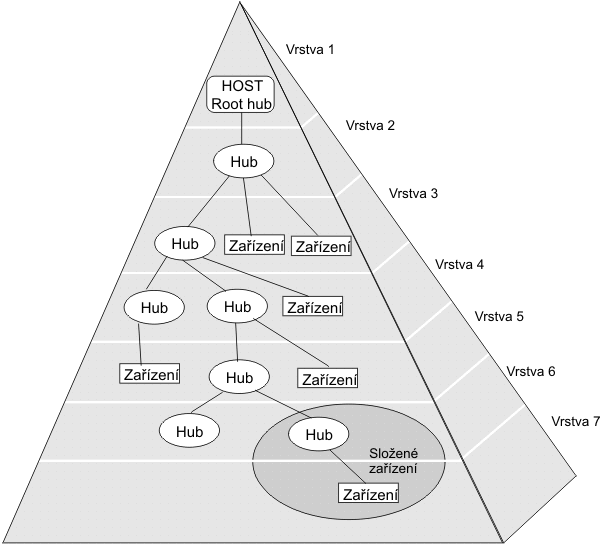 Vrstva 1
HOST
Root hub
Vrstva 2
Hub
Vrstva 3
Hub
Zařízení
Zařízení
Vrstva 4
Hub
Hub
Zařízení
Vrstva 5
Zařízení
Hub
Zařízení
Vrstva 6
Hub
Hub
Vrstva 7
Složené
zařízení
Zařízení